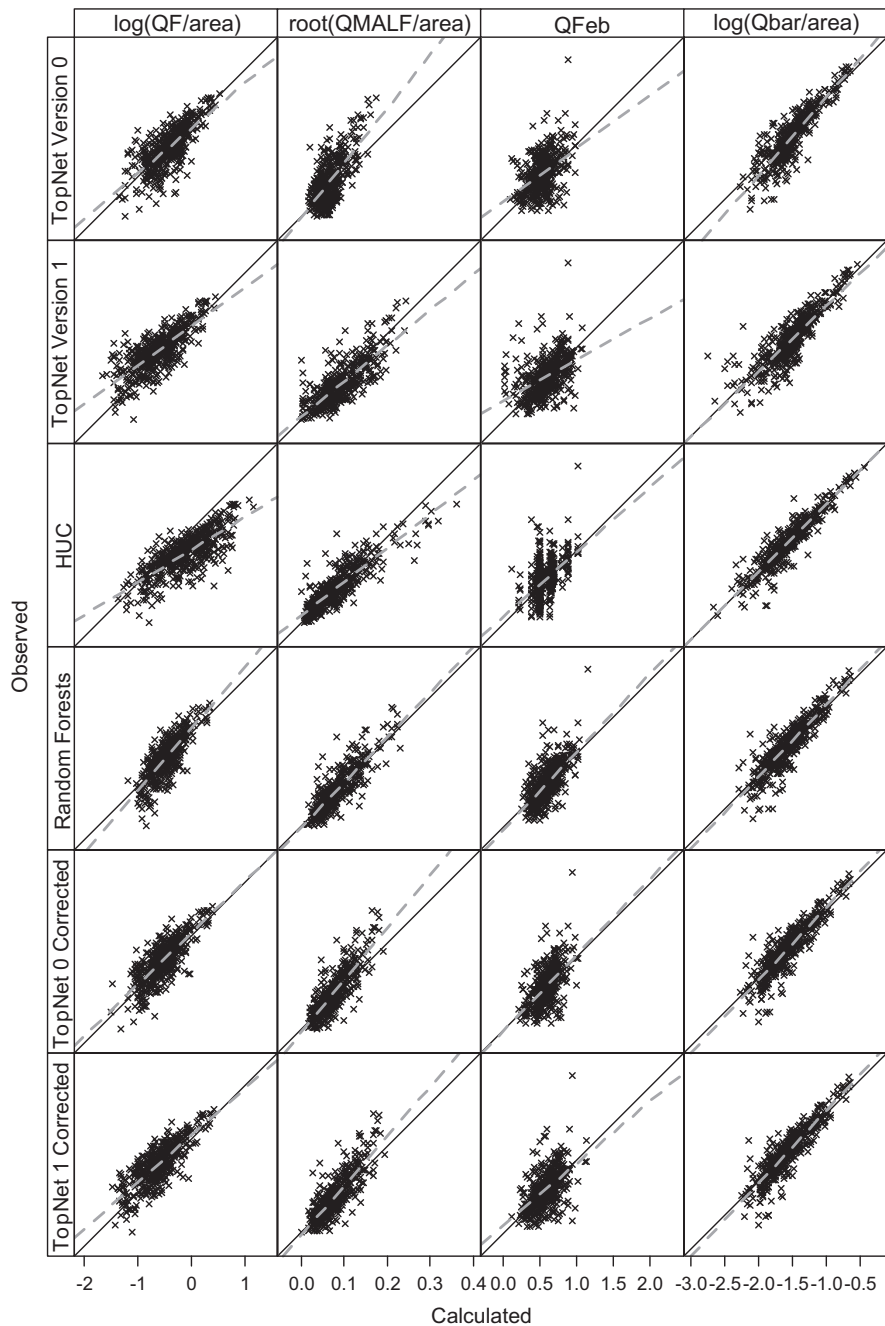 log(QF/area) root(QMALF/area) QFeb log(Qbar/area)
TopNet Version 0
TopNet Version 1
HUC
Random Forests
TopNet 0 Corrected
TopNet 1 Corrected
Observed
-2 -1 0 1 0.0 0.1 0.2 0.3 0.4 0.0 0.5 1.0 1.5 2.0 -3.0 -2.5 -2.0 -1.5 -1.0 -0.5
Calculated